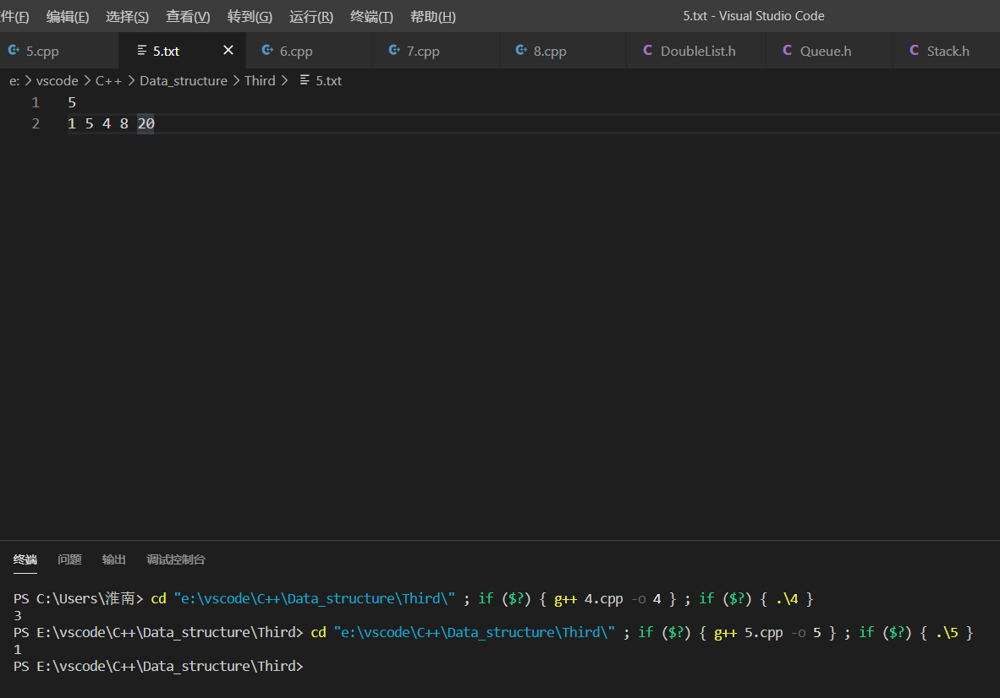 件(F) 编辑(E) 选择(S) 查看(V) 转到(G) 运行(R) 终端(T) 帮助(H) 5.txt - Visual Studio Code
5.cpp 5.txt 6.cpp 7.cpp 8.cpp C DoubleList.h C Queue.h C Stack.h
e: > vscode > C++ > Data_structure > Third > 5.txt
1 5
2 1 5 4 8 20
终端 问题 输出 调试控制台
PS C:\Users\淮南> cd "e:\vscode\C++\Data_structure\Third\" ; if ($?) { g++ 4.cpp -o 4 } ; if ($?) { .\4 }
3
PS E:\vscode\C++\Data_structure\Third> cd "e:\vscode\C++\Data_structure\Third\" ; if ($?) { g++ 5.cpp -o 5 } ; if ($?) { .\5 }
1
PS E:\vscode\C++\Data_structure\Third>